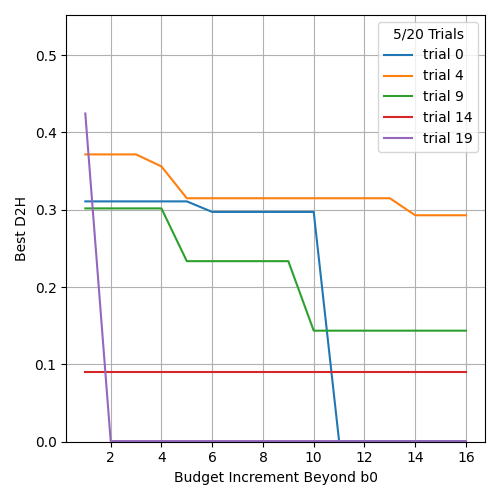 5/20 Trials
trial 0
trial 4
trial 9
trial 14
trial 19
Best D2H
0.5
0.4
0.3
0.2
0.1
0.0
2 4 6 8 10 12 14 16
Budget Increment Beyond b0